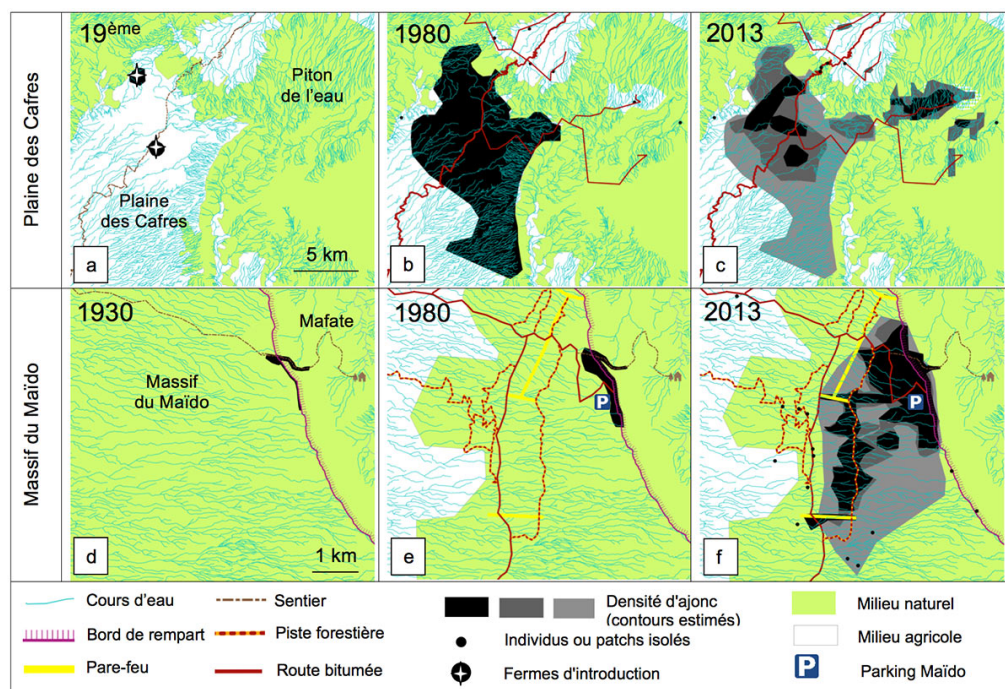 Plaine des Cafres
19ème
Piton
de l'eau
Plaine
des Cafres
a
5 km
1980
b
2013
c
Massif du Maïdo
1930
Mafate
Massif
du Maïdo
d
1 km
1980
P
e
2013
P
f
Cours d'eau
Sentier
Densité d'ajonc
(contours estimés)
Milieu naturel
Bord de rempart
Piste forestière
Individus ou patchs isolés
Milieu agricole
Pare-feu
Route bitumée
Fermes d'introduction
P
Parking Maïdo